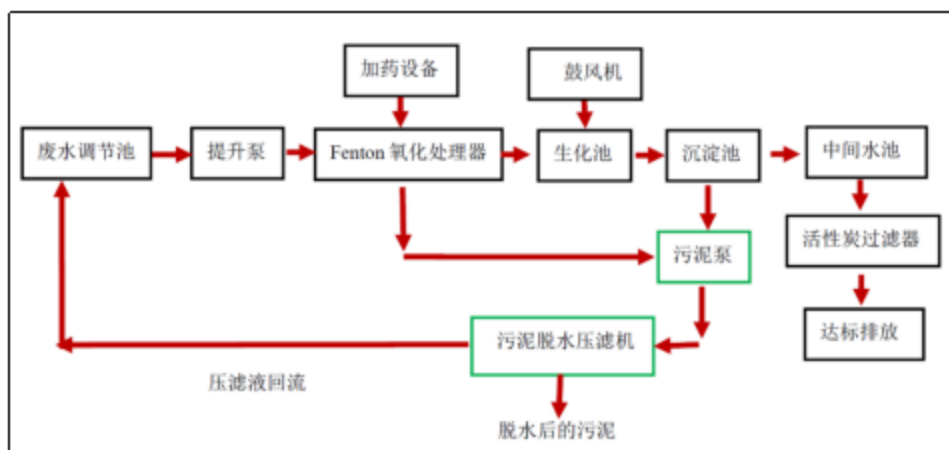 加药设备
鼓风机
废水调节池
提升泵
Fenton 氧化处理器
生化池
沉淀池
中间水池
污泥泵
活性炭过滤器
污泥脱水压滤机
达标排放
压滤液回流
脱水后的污泥